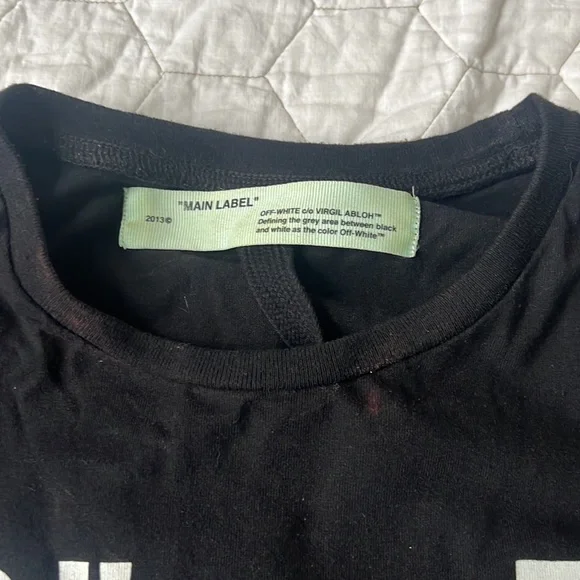 "MAIN LABEL"
2013©
OFF-WHITE c/o VIRGIL ABLOH™
Defining the grey area between black
and white as the color Off-White™